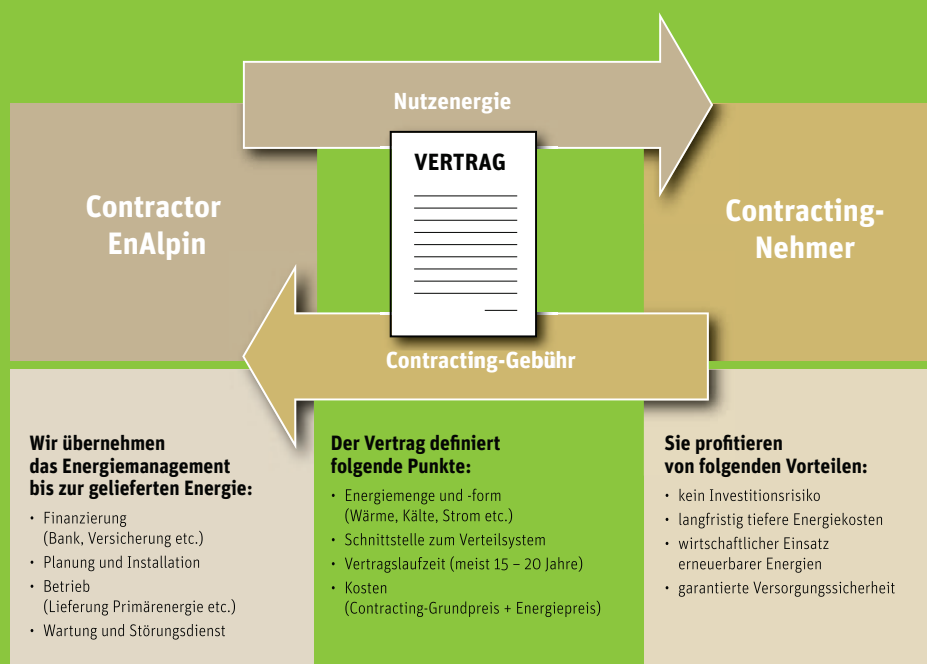 Nutzenergie
VERTRAG
Contractor
EnAlpin
Contracting-
Nehmer
Contracting-Gebühr
Wir übernehmen
das Energiemanagement
bis zur gelieferten Energie:
• Finanzierung
(Bank, Versicherung etc.)
• Planung und Installation
• Betrieb
(Lieferung Primärenergie etc.)
• Wartung und Störungsdienst
Der Vertrag definiert
folgende Punkte:
• Energiemenge und -form
(Wärme, Kälte, Strom etc.)
• Schnittstelle zum Verteilsystem
• Vertragslaufzeit (meist 15 – 20 Jahre)
• Kosten
(Contracting-Grundpreis + Energiepreis)
Sie profitieren
von folgenden Vorteilen:
• kein Investitionsrisiko
• langfristig tiefere Energiekosten
• wirtschaftlicher Einsatz
erneuerbarer Energien
• garantierte Versorgungssicherheit